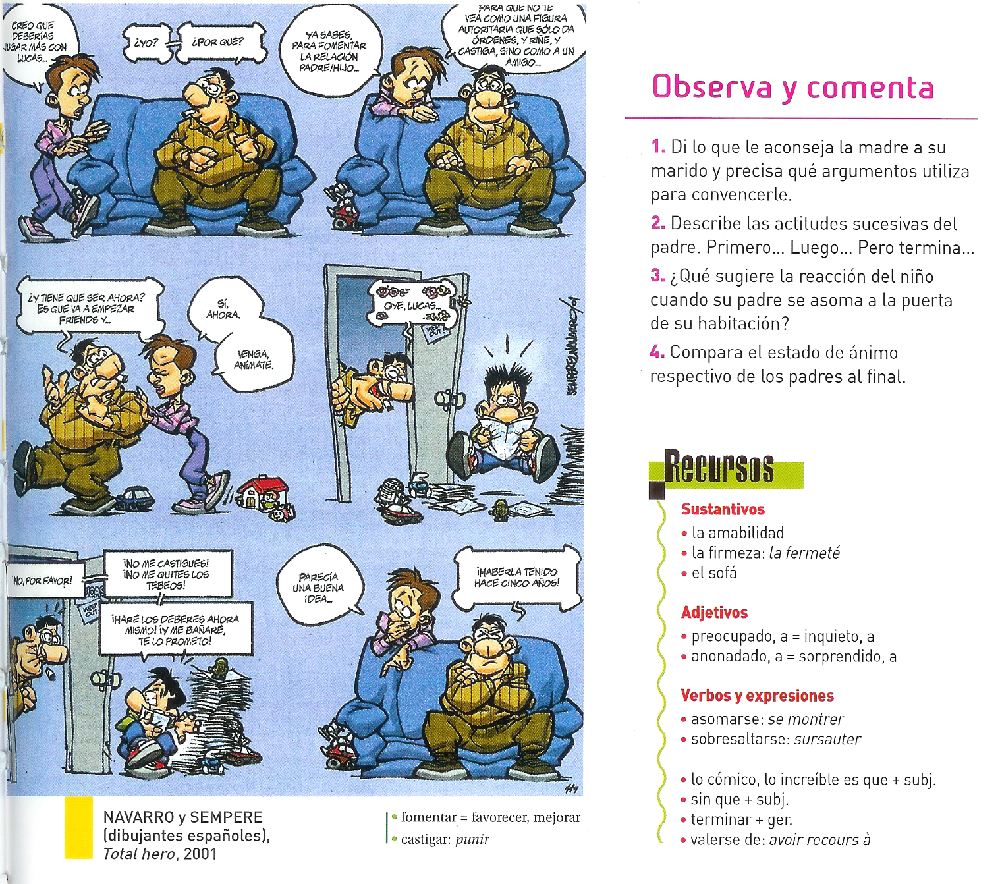 CREO QUE
DEBERÍAS
JUGAR MÁS CON
LUCAS...
¿YO?
¿POR QUÉ?
YA SABES,
PARA FOMENTAR
LA RELACIÓN
PADRE/HIJO...
PARA QUE NO TE
VEA COMO UNA FIGURA
AUTORITARIA QUE SÓLO DA
ÓRDENES, Y RIÑE, Y
CASTIGA, SINO COMO A UN
AMIGO...
¿Y TIENE QUE SER AHORA?
ES QUE VA A EMPEZAR
FRIENDS Y...
SÍ,
AHORA.
VENGA,
ANÍMATE.
OYE, LUCAS...
KEEP
OUT!
¡NO, POR FAVOR!
¡NO ME CASTIGUES!
¡NO ME QUITES LOS
TEBEOS!
KEEP
OUT!
¡HARÉ LOS DEBERES AHORA
MISMO! ¡Y ME BAÑARÉ,
TE LO PROMETO!
PARECÍA
UNA BUENA
IDEA...
¡HABERLA TENIDO
HACE CINCO AÑOS!
NAVARRO y SEMPERE
(dibujantes españoles),
Total hero, 2001
• fomentar = favorecer, mejorar
• castigar: punir
Observa y comenta
1. Di lo que le aconseja la madre a su
marido y precisa qué argumentos utiliza
para convencerle.
2. Describe las actitudes sucesivas del
padre. Primero... Luego... Pero termina...
3. ¿Qué sugiere la reacción del niño
cuando su padre se asoma a la puerta
de su habitación?
4. Compara el estado de ánimo
respectivo de los padres al final.
Recursos
Sustantivos
• la amabilidad
• la firmeza: la fermeté
• el sofá
Adjetivos
• preocupado, a = inquieto, a
• anonadado, a = sorprendido, a
Verbos y expresiones
• asomarse: se montrer
• sobresaltarse: sursauter
• lo cómico, lo increíble es que + subj.
• sin que + subj.
• terminar + ger.
• valerse de: avoir recours à